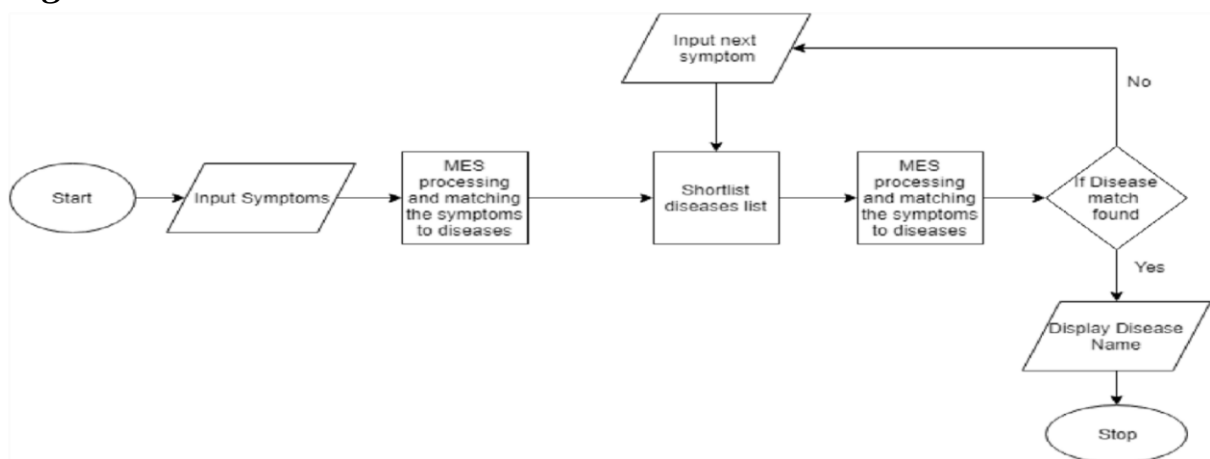 Input next
symptom
No
Start
Input Symptoms
MES
processing
and matching
the symptoms
to diseases
Shortlist
diseases list
MES
processing
and matching
the symptoms
to diseases
If Disease
match
found
Yes
Display Disease
Name
Stop